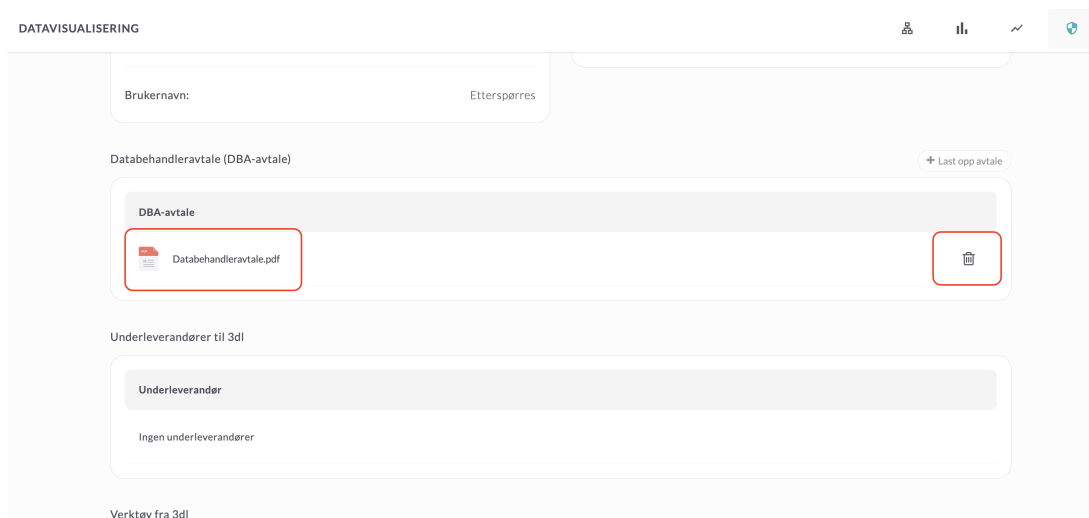 DATAVISUALISERING
Brukernavn: Etterspørres
Databehandleravtale (DBA-avtale) + Last opp avtale
DBA-avtale
PDF Databehandleravtale.pdf
Underleverandører til 3dl
Underleverandør
Ingen underleverandører
Verktøy fra 3dl